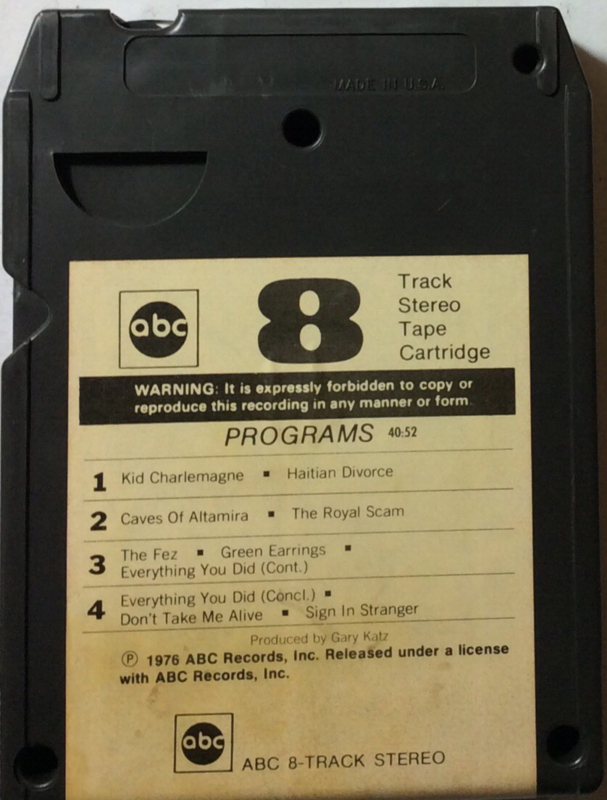 MADE IN U.S.A.
abc
8
Track
Stereo
Tape
Cartridge
WARNING: It is expressly forbidden to copy or
reproduce this recording in any manner or form.
PROGRAMS 40:52
1 Kid Charlemagne ▪ Haitian Divorce
2 Caves Of Altamira ▪ The Royal Scam
3 The Fez ▪ Green Earrings ▪
Everything You Did (Cont.)
4 Everything You Did (Concl.) ▪
Don't Take Me Alive ▪ Sign In Stranger
Produced by Gary Katz
Ⓟ 1976 ABC Records, Inc. Released under a license
with ABC Records, Inc.
abc ABC 8-TRACK STEREO